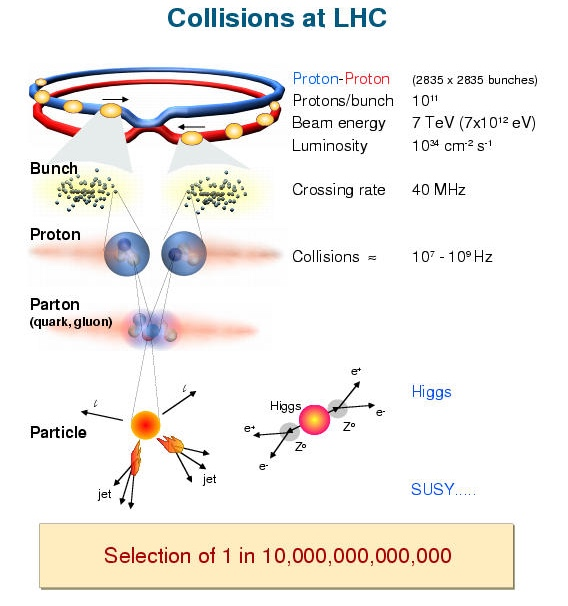 Collisions at LHC
Proton-Proton (2835 x 2835 bunches)
Protons/bunch 10¹¹
Beam energy 7 TeV (7x10¹² eV)
Luminosity 10³⁴ cm⁻² s⁻¹
Bunch
Crossing rate 40 MHz
Proton
Collisions ≈ 10⁷ - 10⁹ Hz
Parton
(quark, gluon)
Particle
l
l
jet
jet
Higgs
e⁺
e⁻
Z⁰
e⁺
e⁻
Z⁰
Higgs
SUSY.....
Selection of 1 in 10,000,000,000,000